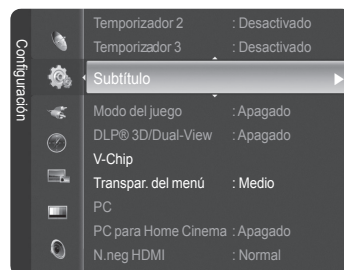 Configuración
Temporizador 2 : Desactivado
Temporizador 3 : Desactivado
Subtítulo
Modo del juego : Apagado
DLP® 3D/Dual-View : Apagado
V-Chip
Transpar. del menú : Medio
PC
PC para Home Cinema : Apagado
N.neg HDMI : Normal